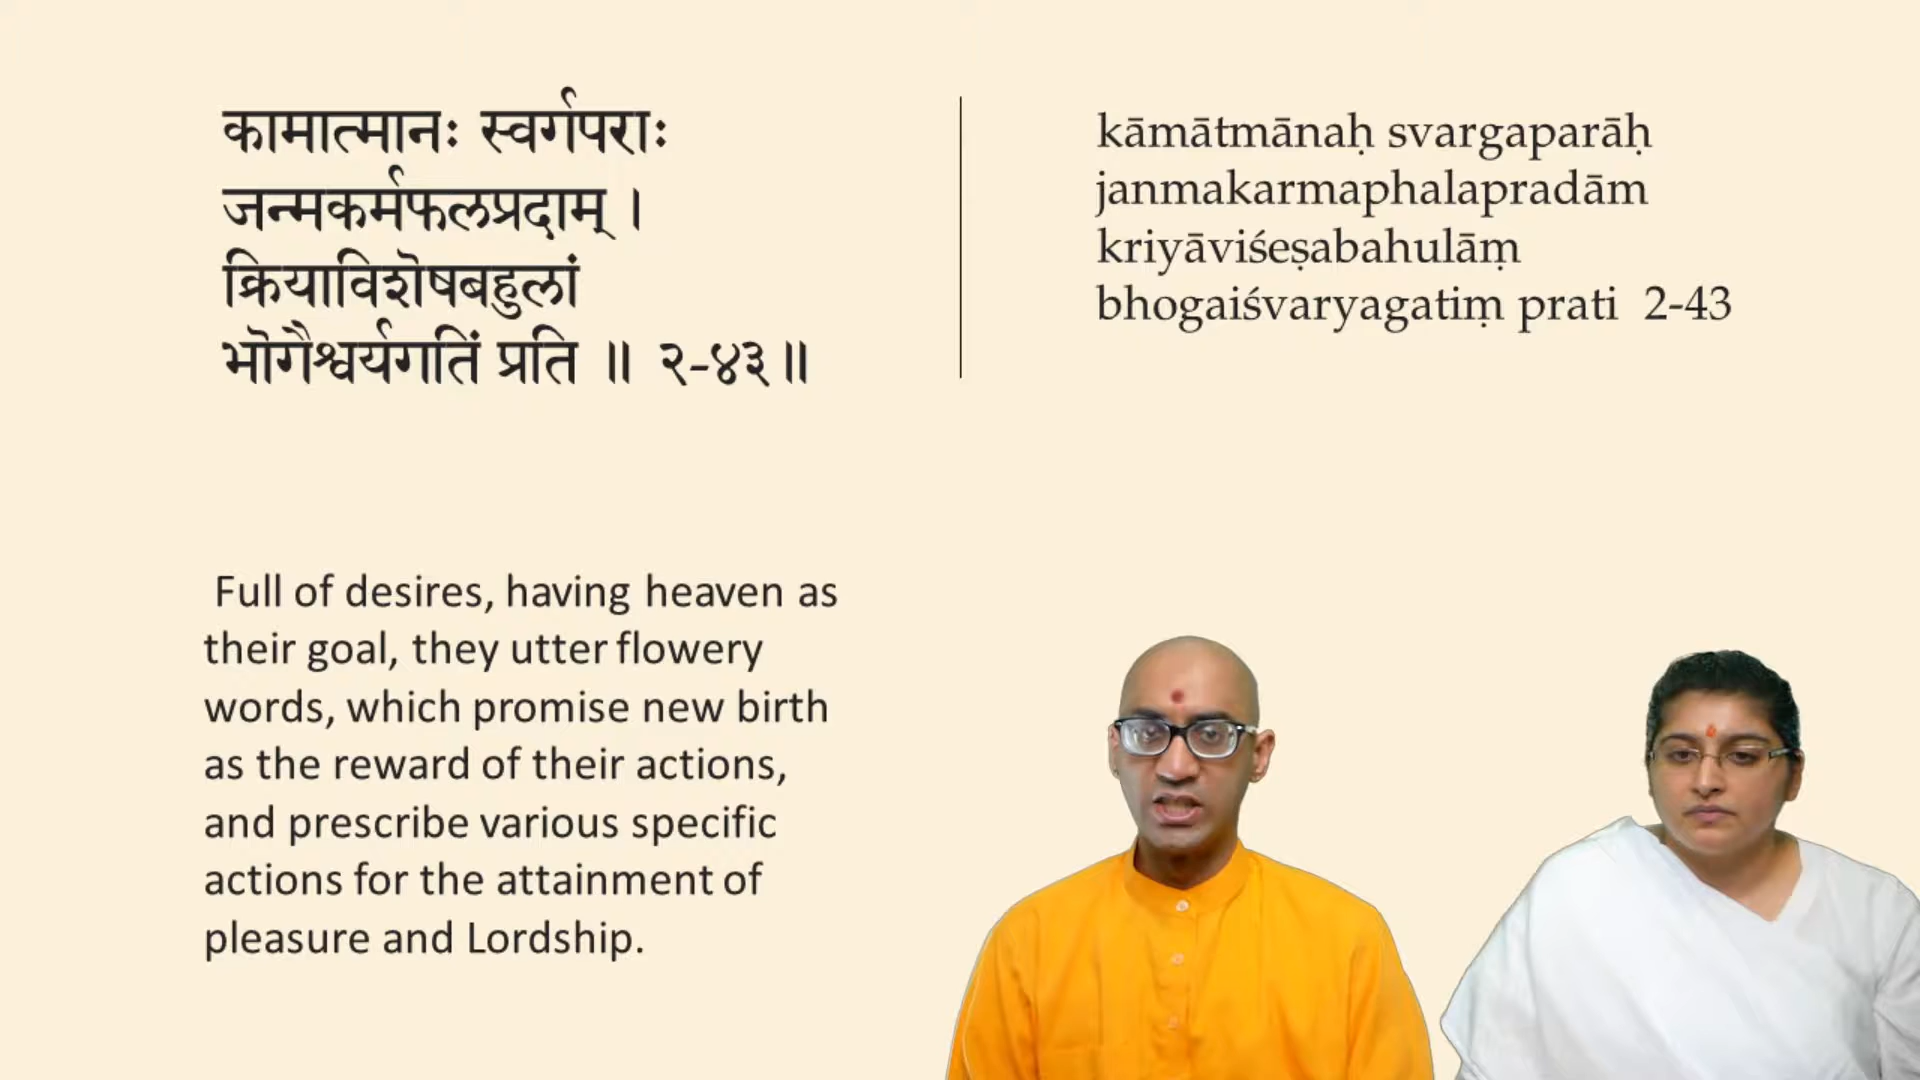 कामात्मानः स्वर्गपराः
जन्मकर्मफलप्रदाम् ।
क्रियाविशेषबहुलां
भोगैश्वर्यगतिं प्रति ॥ २-४३॥
kāmātmānaḥ svargaparāḥ
janmakarmaphalapradām
kriyāviśeṣabahulāṃ
bhogaiśvaryagatiṃ prati 2-43
Full of desires, having heaven as
their goal, they utter flowery
words, which promise new birth
as the reward of their actions,
and prescribe various specific
actions for the attainment of
pleasure and Lordship.